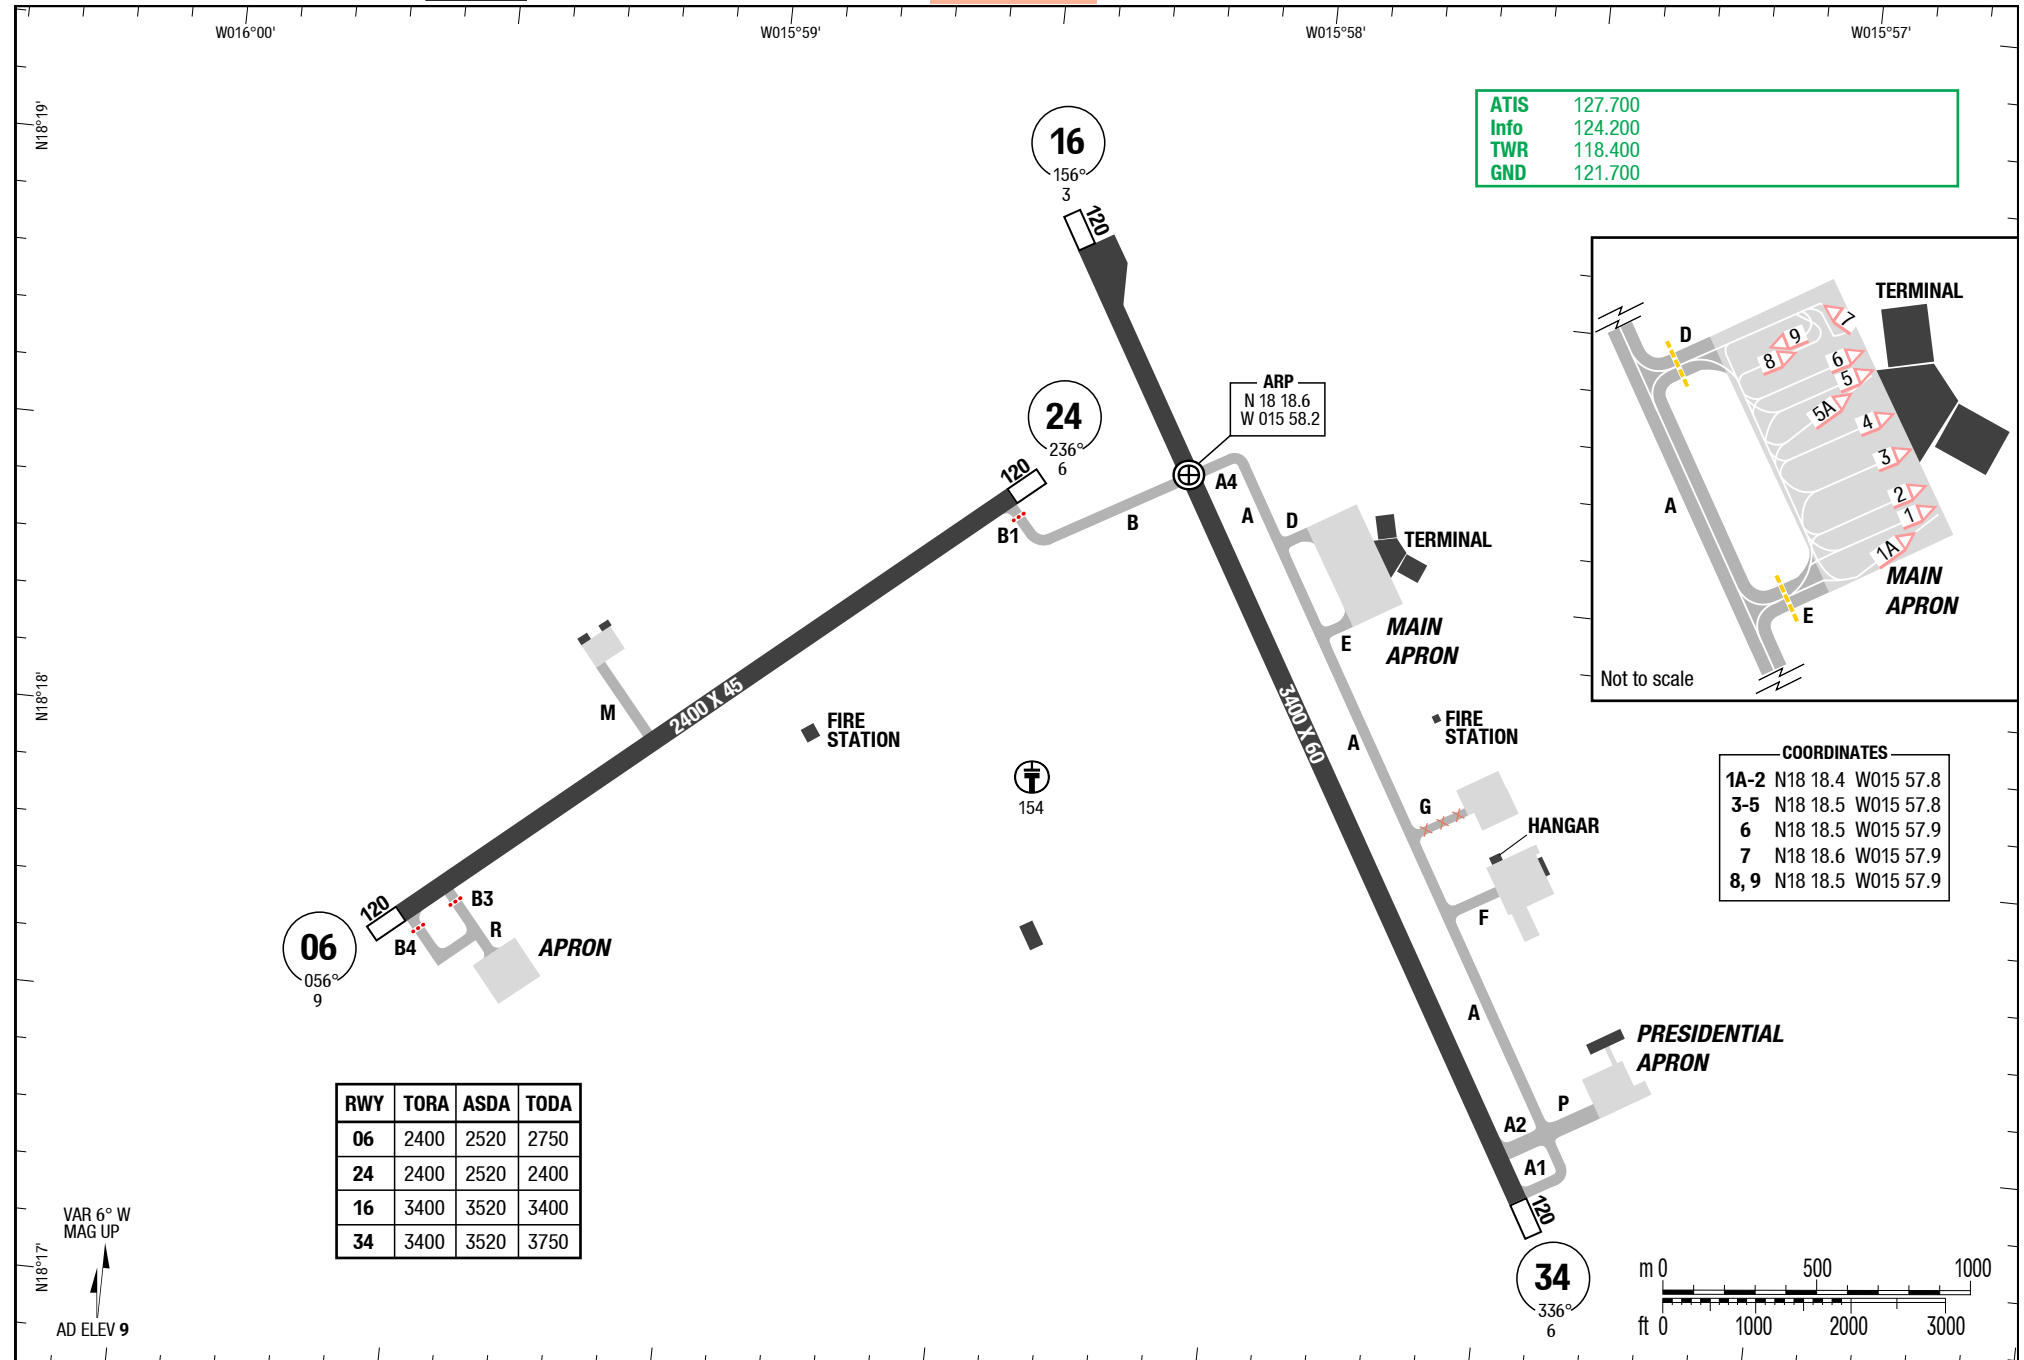 W016°00'
W015°59'
W015°58'
W015°57'
N18°19'
N18°18'
N18°17'
ATIS 127.700
Info 124.200
TWR 118.400
GND 121.700
16
156°
3
120
24
236°
6
120
ARP
N 18 18.6
W 015 58.2
A4
A
B
B1
D
TERMINAL
MAIN
APRON
E
TERMINAL
D
7
9
8
6
5
5A
4
3
2
1
1A
A
MAIN
APRON
E
Not to scale
2400 X 45
3400 X 60
M
FIRE
STATION
154
FIRE
STATION
A
G
HANGAR
F
COORDINATES
1A-2 N18 18.4 W015 57.8
3-5 N18 18.5 W015 57.8
6 N18 18.5 W015 57.9
7 N18 18.6 W015 57.9
8, 9 N18 18.5 W015 57.9
120
06
056°
9
B3
B4
R
APRON
A
PRESIDENTIAL
APRON
P
A2
A1
120
34
336°
6
RWY TORA ASDA TODA
06 2400 2520 2750
24 2400 2520 2400
16 3400 3520 3400
34 3400 3520 3750
VAR 6° W
MAG UP
AD ELEV 9
m 0 500 1000
ft 0 1000 2000 3000